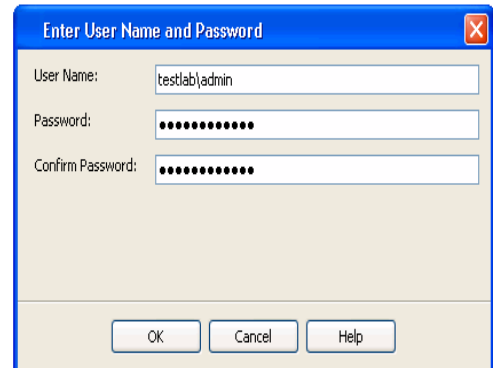 Enter User Name and Password
User Name:
testlab\admin
Password:
●●●●●●●●●●●●
Confirm Password:
●●●●●●●●●●●●
OK
Cancel
Help